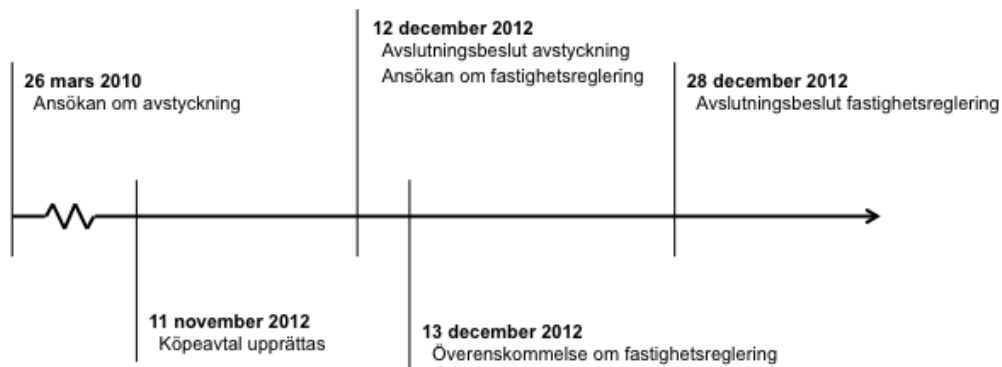 26 mars 2010
Ansökan om avstyckning
11 november 2012
Köpeavtal upprättas
12 december 2012
Avslutningsbeslut avstyckning
Ansökan om fastighetsreglering
13 december 2012
Överenskommelse om fastighetsreglering
28 december 2012
Avslutningsbeslut fastighetsreglering